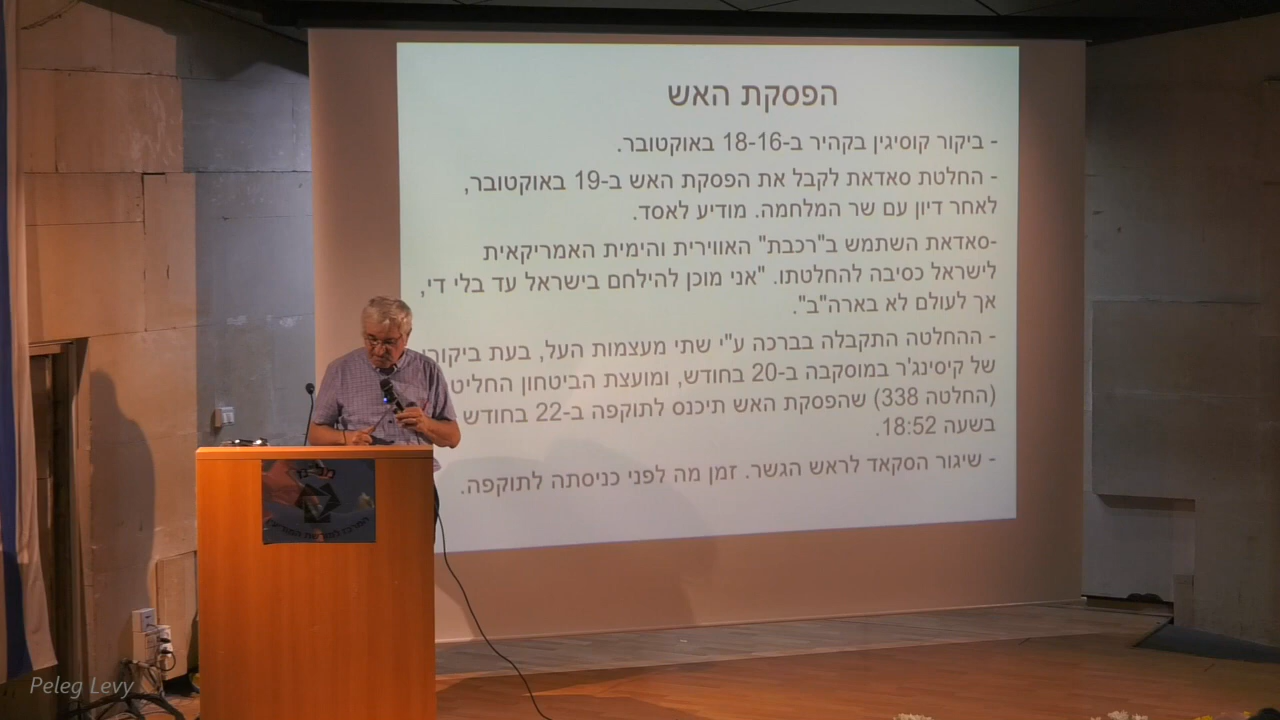 הפסקת האש
- ביקור קוסיגין בקהיר ב-18-16 באוקטובר.
- החלטת סאדאת לקבל את הפסקת האש ב-19 באוקטובר,
לאחר דיון עם שר המלחמה. מודיע לאסד.
-סאדאת השתמש ב"רכבת" האווירית והימית האמריקאית
לישראל כסיבה להחלטתו. "אני מוכן להילחם בישראל עד בלי די,
אך לעולם לא בארה"ב".
- ההחלטה התקבלה בברכה ע"י שתי מעצמות העל, בעת ביקורו
של קיסינג'ר במוסקבה ב-20 בחודש, ומועצת הביטחון החליט
(החלטה 338) שהפסקת האש תיכנס לתוקפה ב-22 בחודש
בשעה 18:52.
- שיגור הסקאד לראש הגשר. זמן מה לפני כניסתה לתוקפה.
Peleg Levy